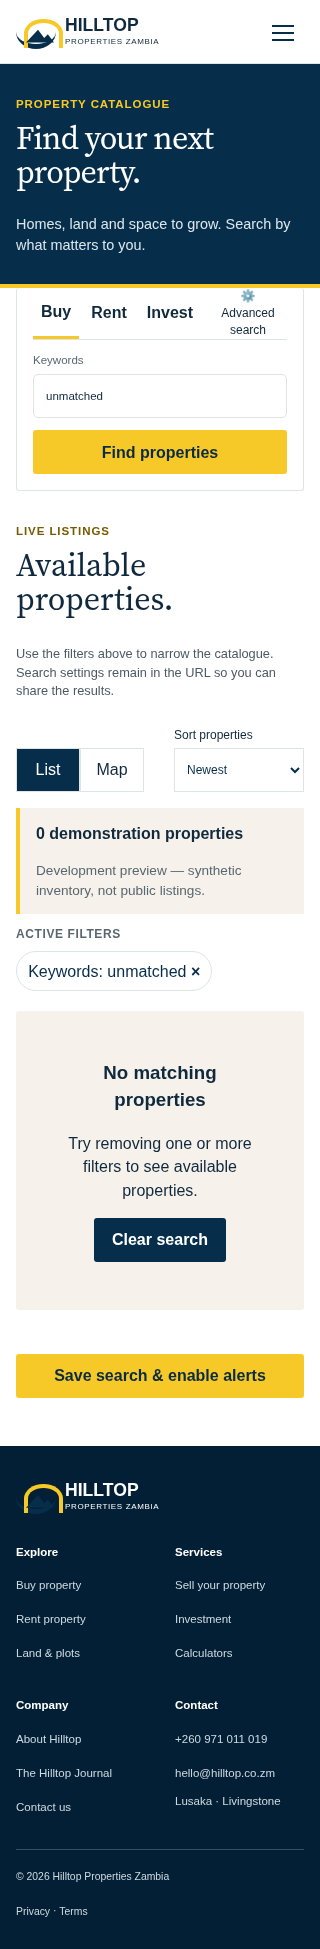 HILLTOP
PROPERTIES ZAMBIA
PROPERTY CATALOGUE
Find your next
property.
Homes, land and space to grow. Search by
what matters to you.
Buy Rent Invest ⚙️ Advanced
search
Keywords
unmatched
Find properties
LIVE LISTINGS
Available
properties.
Use the filters above to narrow the catalogue.
Search settings remain in the URL so you can
share the results.
Sort properties
List Map Newest
0 demonstration properties
Development preview — synthetic
inventory, not public listings.
ACTIVE FILTERS
Keywords: unmatched ×
No matching
properties
Try removing one or more
filters to see available
properties.
Clear search
Save search & enable alerts
HILLTOP
PROPERTIES ZAMBIA
Explore
Buy property
Rent property
Land & plots
Services
Sell your property
Investment
Calculators
Company
About Hilltop
The Hilltop Journal
Contact us
Contact
+260 971 011 019
hello@hilltop.co.zm
Lusaka · Livingstone
© 2026 Hilltop Properties Zambia
Privacy · Terms